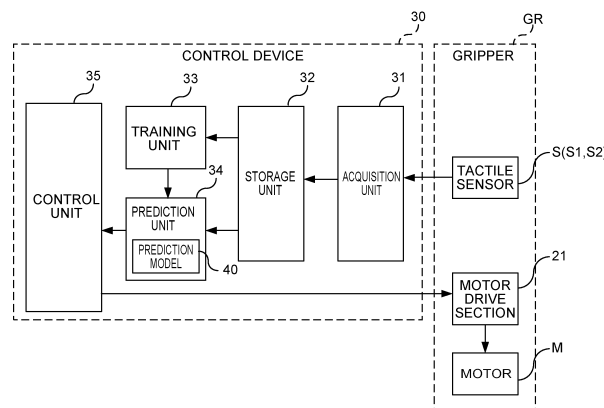 30
GR
CONTROL DEVICE
GRIPPER
35
33
32
31
TRAINING
UNIT
S(S1,S2)
34
STORAGE
UNIT
ACQUISITION
UNIT
TACTILE
SENSOR
CONTROL
UNIT
PREDICTION
UNIT
PREDICTION
MODEL
40
21
MOTOR
DRIVE
SECTION
M
MOTOR